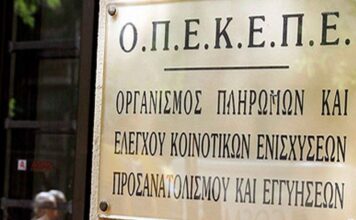 Ο.Π.Ε.Κ.Ε.Π.Ε.
ΟΡΓΑΝΙΣΜΟΣ ΠΛΗΡΩΜΩΝ ΚΑΙ
ΕΛΕΓΧΟΥ ΚΟΙΝΟΤΙΚΩΝ ΕΝΙΣΧΥΣΕΩΝ
ΠΡΟΣΑΝΑΤΟΛΙΣΜΟΥ ΚΑΙ ΕΓΓΥΗΣΕΩΝ